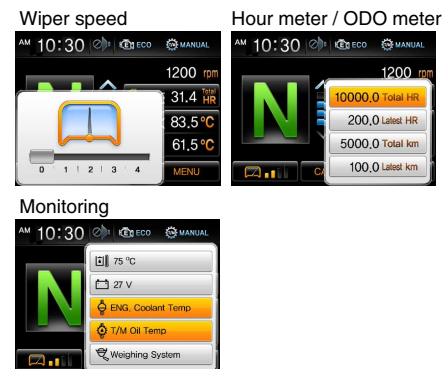 Wiper speed
AM 10:30 ECO MANUAL
1200 rpm
N
31.4 Total HR
83,5 °C
61,5 °C
0 1 2 3 4
MENU
Hour meter / ODO meter
AM 10:30 ECO MANUAL
1200 rpm
N
10000,0 Total HR
200,0 Latest HR
5000,0 Total km
100,0 Latest km
CA
Monitoring
AM 10:30 ECO MANUAL
N
75 °C
27 V
ENG, Coolant Temp
T/M Oil Temp
Weighing System